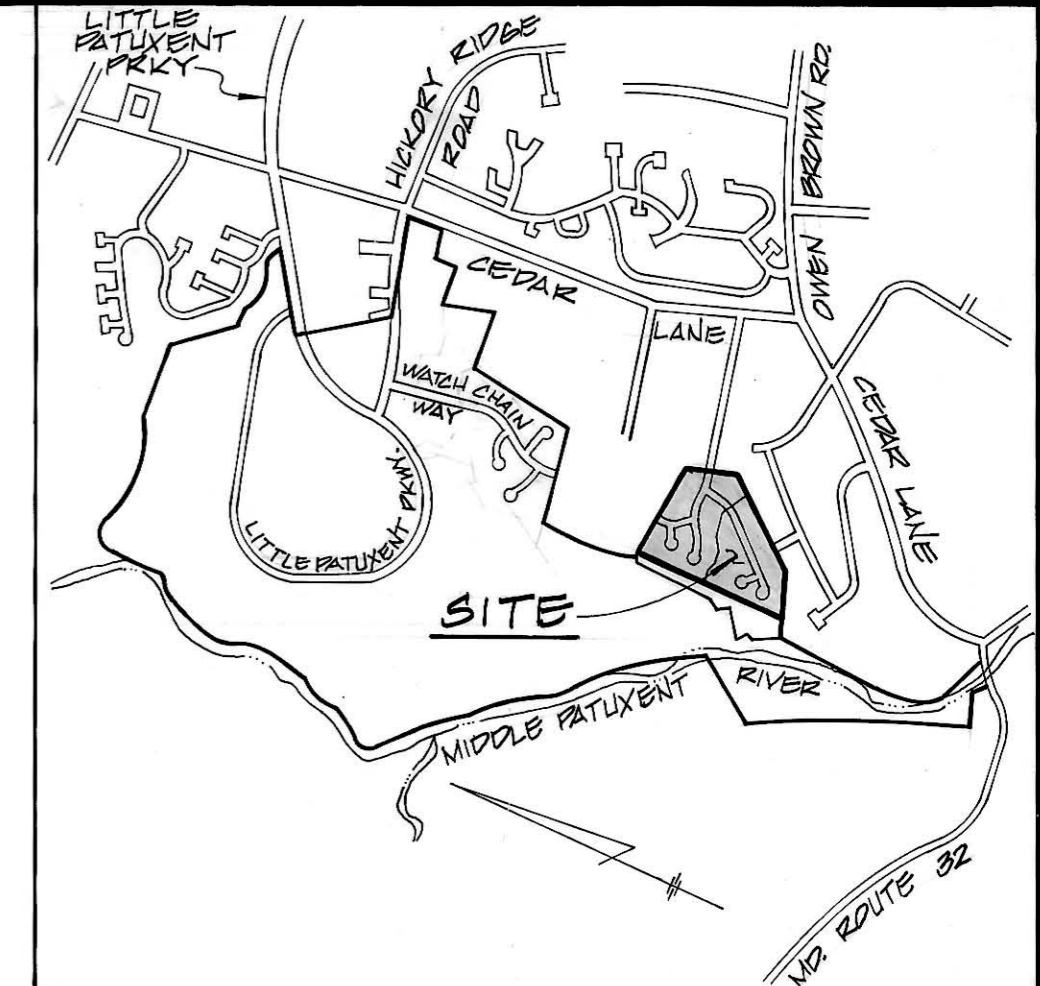 LITTLE
PATUXENT
PRKY
HICKORY RIDGE
ROAD
OWEN BROWN RD.
CEDAR
LANE
WATCH CHAIN
WAY
CEDAR LANE
LITTLE PATUXENT PKWY.
SITE
MIDDLE PATUXENT
RIVER
MD. ROUTE 32